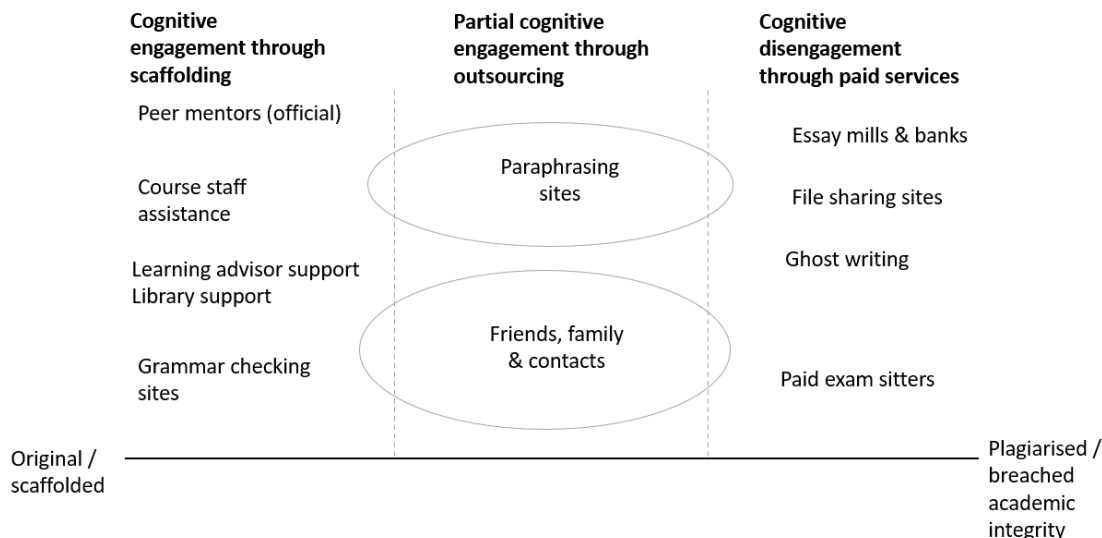 Cognitive
engagement through
scaffolding
Partial cognitive
engagement through
outsourcing
Cognitive
disengagement
through paid services
Peer mentors (official)
Course staff
assistance
Learning advisor support
Library support
Grammar checking
sites
Paraphrasing
sites
Friends, family
& contacts
Essay mills & banks
File sharing sites
Ghost writing
Paid exam sitters
Original /
scaffolded
Plagiarised /
breached
academic
integrity